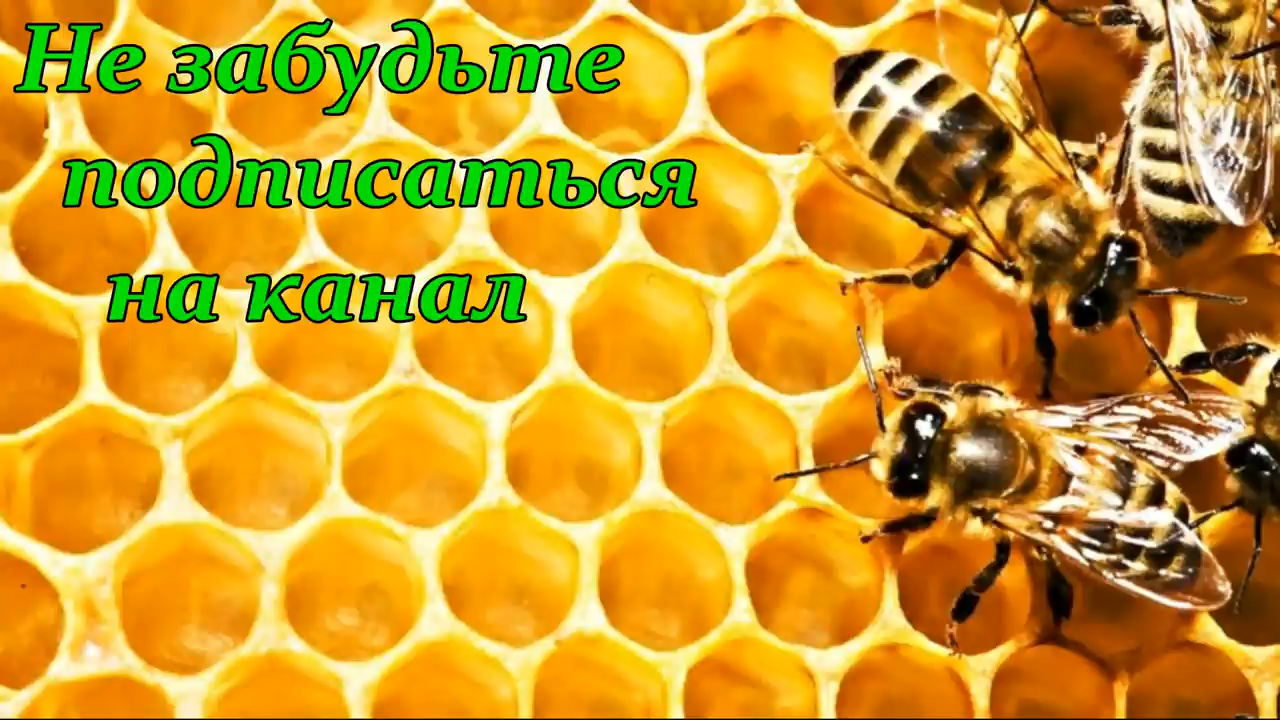 Не забудьте
подписаться
на канал